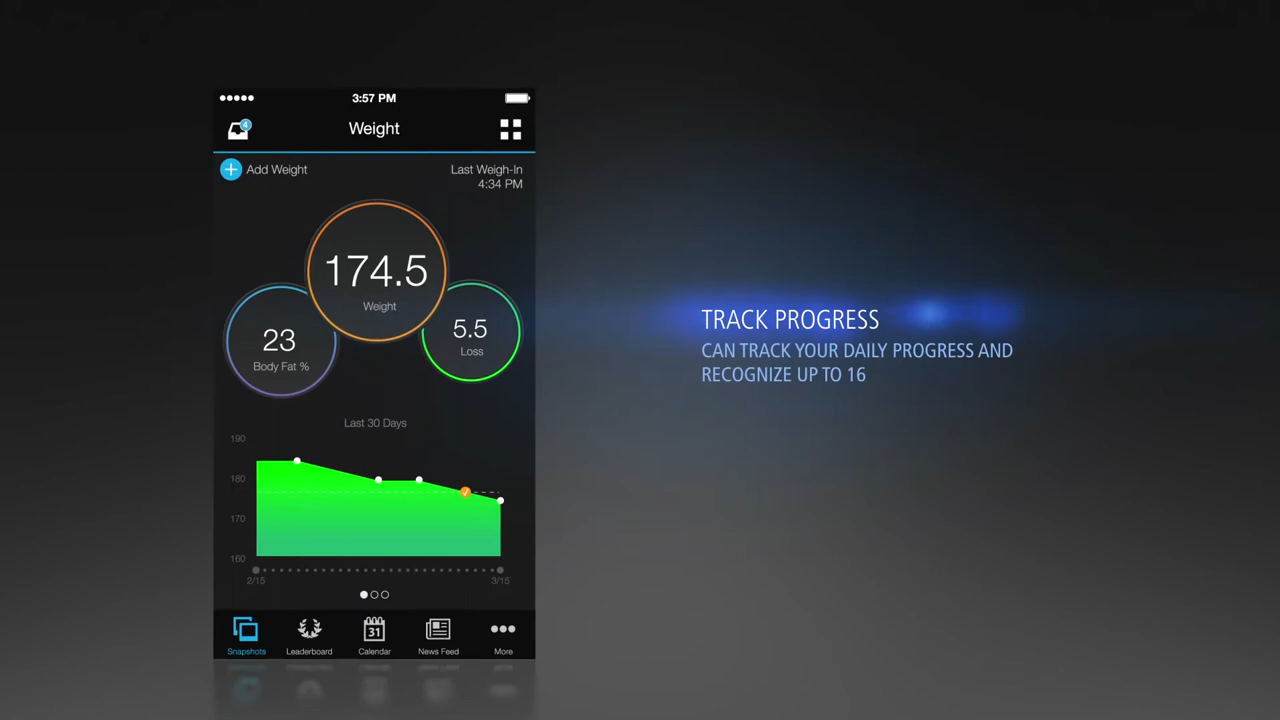 3:57 PM
4
Weight
Add Weight
Last Weigh-In
4:34 PM
174.5
Weight
23
Body Fat %
5.5
Loss
Last 30 Days
190
180
170
160
2/15
3/15
31
Snapshots
Leaderboard
Calendar
News Feed
More
TRACK PROGRESS
CAN TRACK YOUR DAILY PROGRESS AND
RECOGNIZE UP TO 16